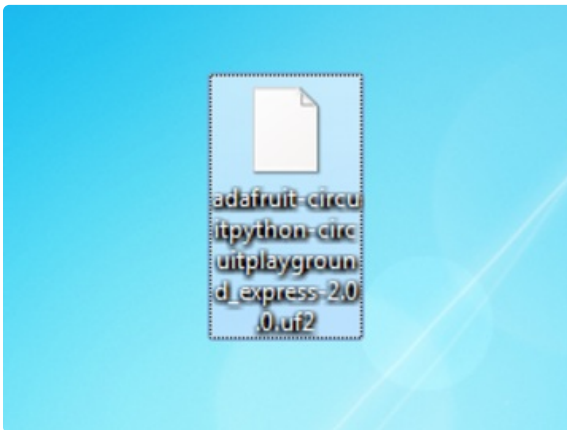 adafruit-circu
itpython-circ
uitplaygroun
d_express-2.0
.0.uf2